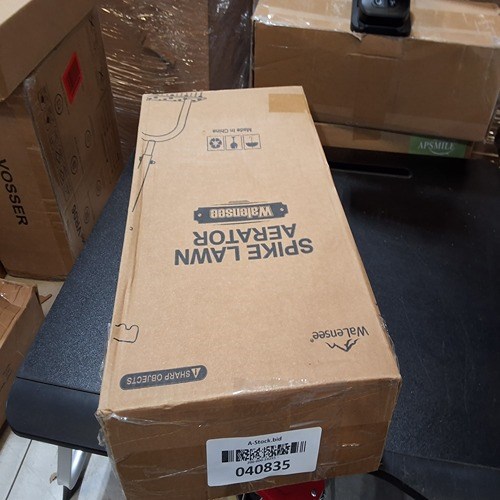 WaLensee
SHARP OBJECTS
SPIKE LAWN
AERATOR
Walensee
Made In China
A-Stock.bid
040835
VOSSER
APSMILE